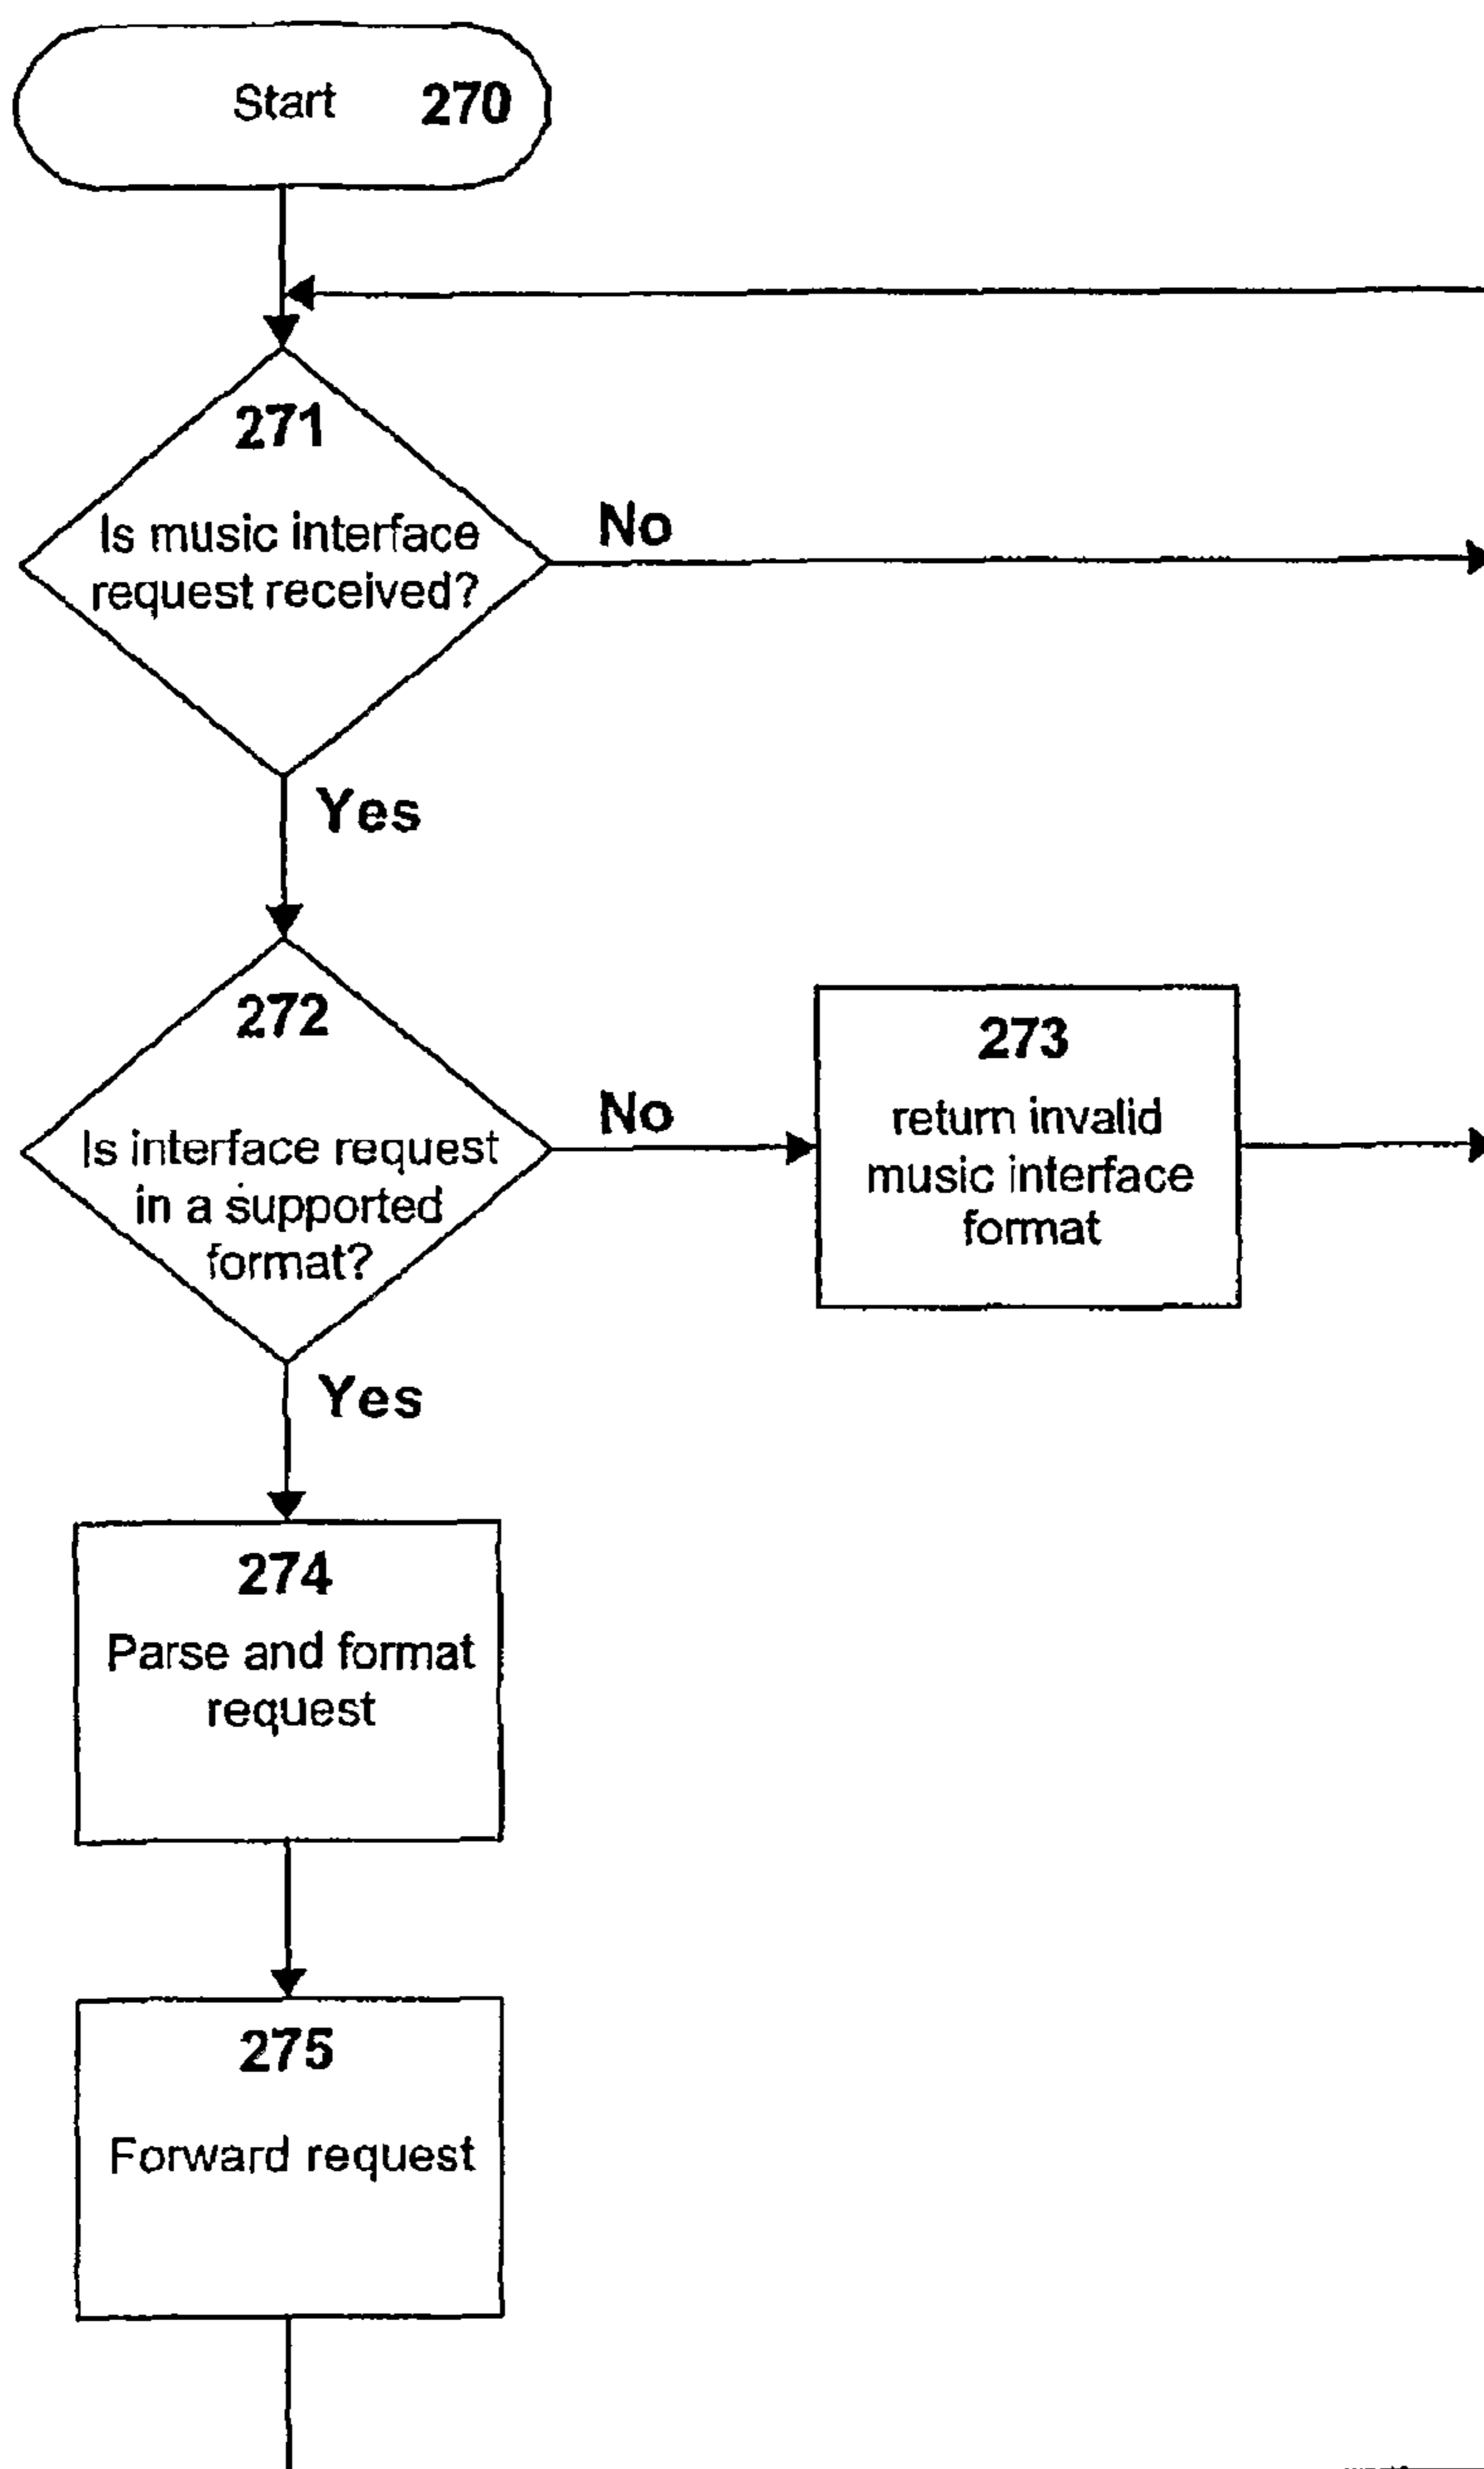 Start 270
271
Is music interface
request received?
No
Yes
272
Is interface request
in a supported
format?
No
273
return invalid
music interface
format
Yes
274
Parse and format
request
275
Forward request